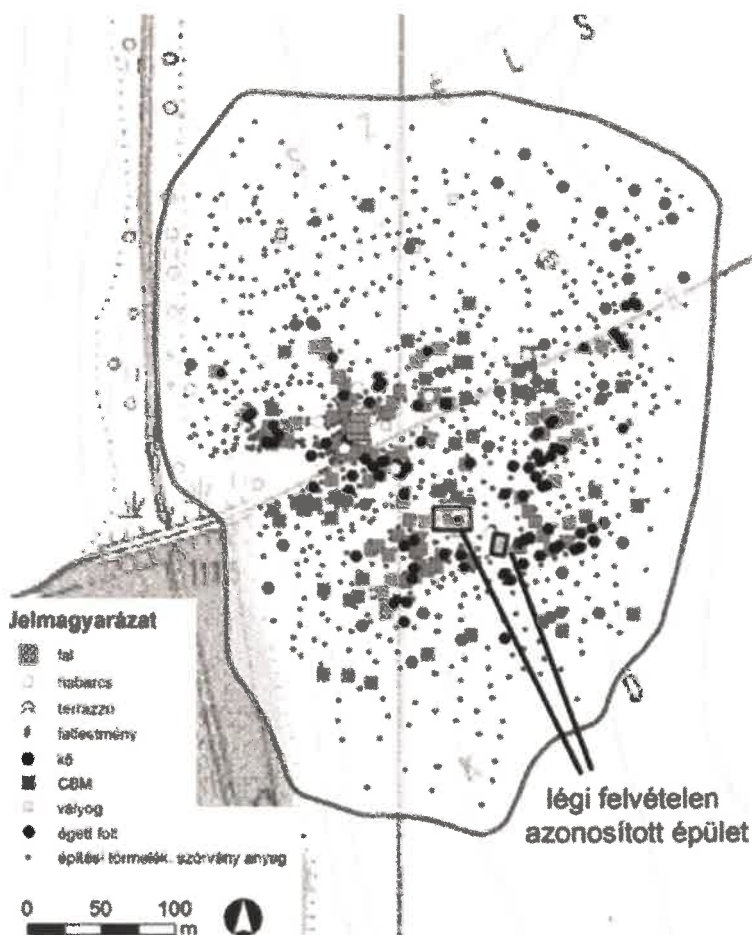 S Z É L S
Jelmagyarázat
fal
habarcs
terrazzo
falfestmény
kő
CBM
vályog
égett folt
építési törmelék, szórvány anyag
0 50 100
m
légi felvételen
azonosított épület